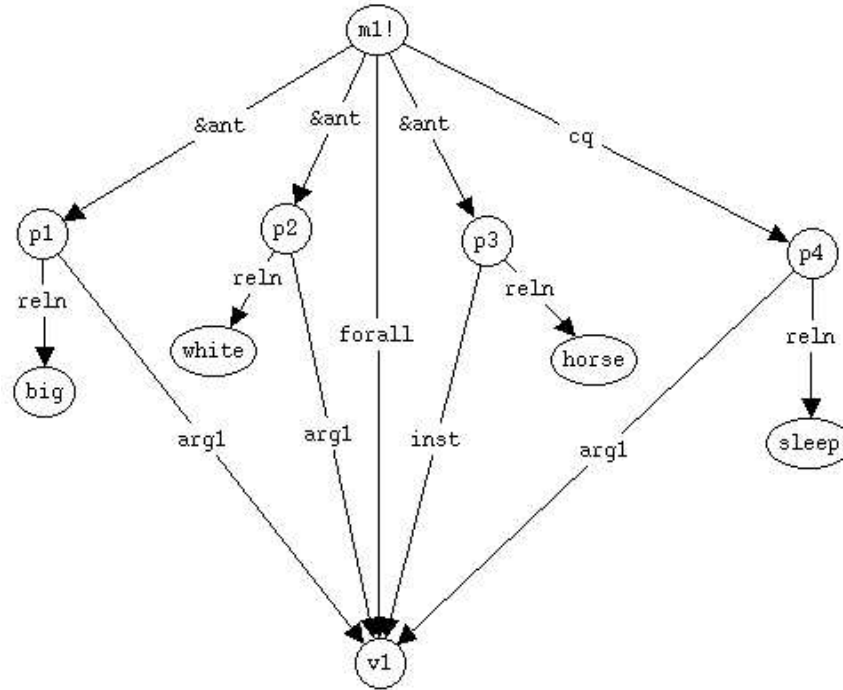 m1!
&ant
&ant
&ant
cq
p1
p2
p3
p4
reln
reln
reln
reln
big
white
forall
horse
sleep
arg1
arg1
inst
arg1
v1